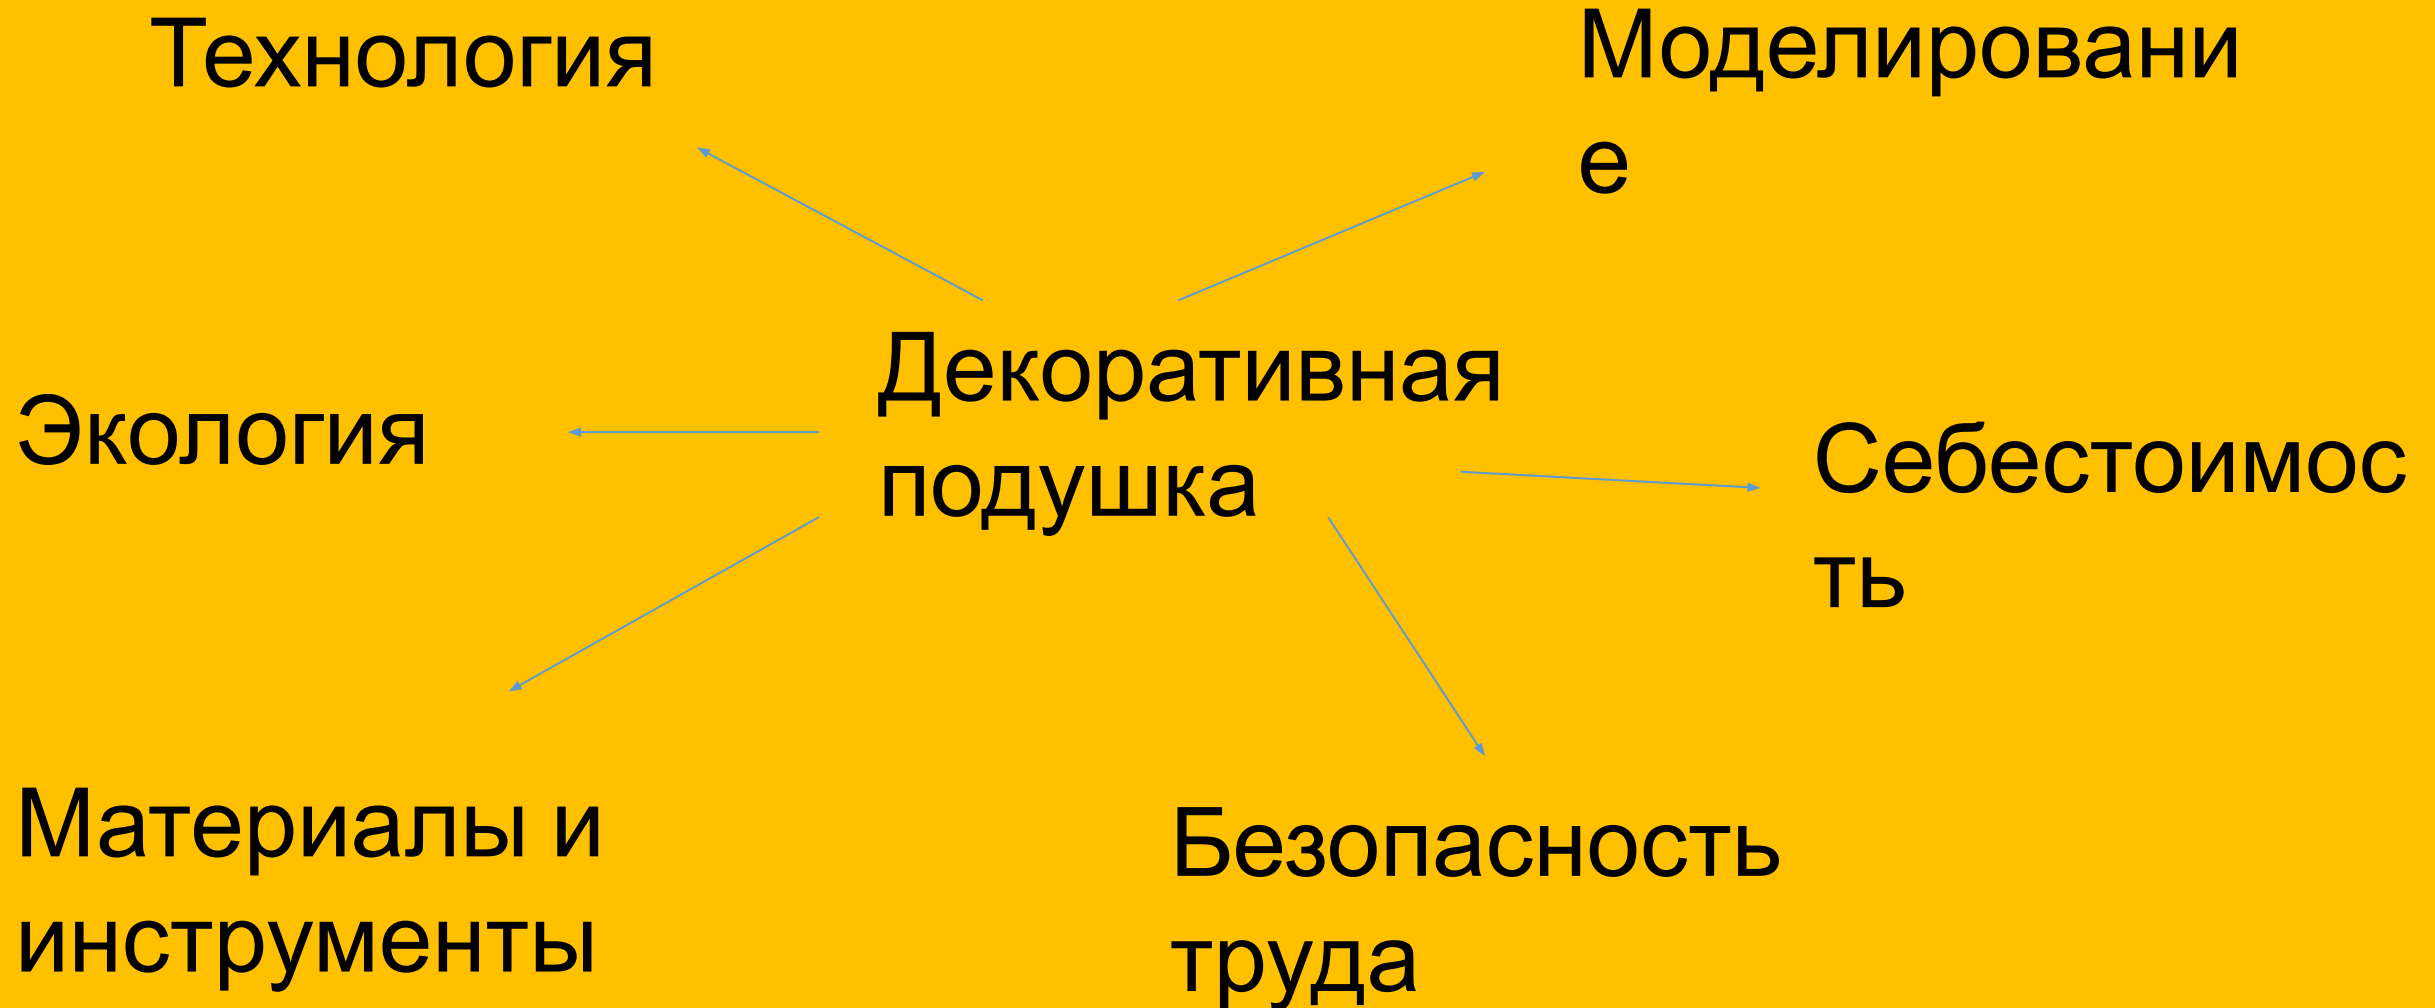 Технология
Моделировани
е
Декоративная
подушка
Экология
Себестоимос
ть
Материалы и
инструменты
Безопасность
труда